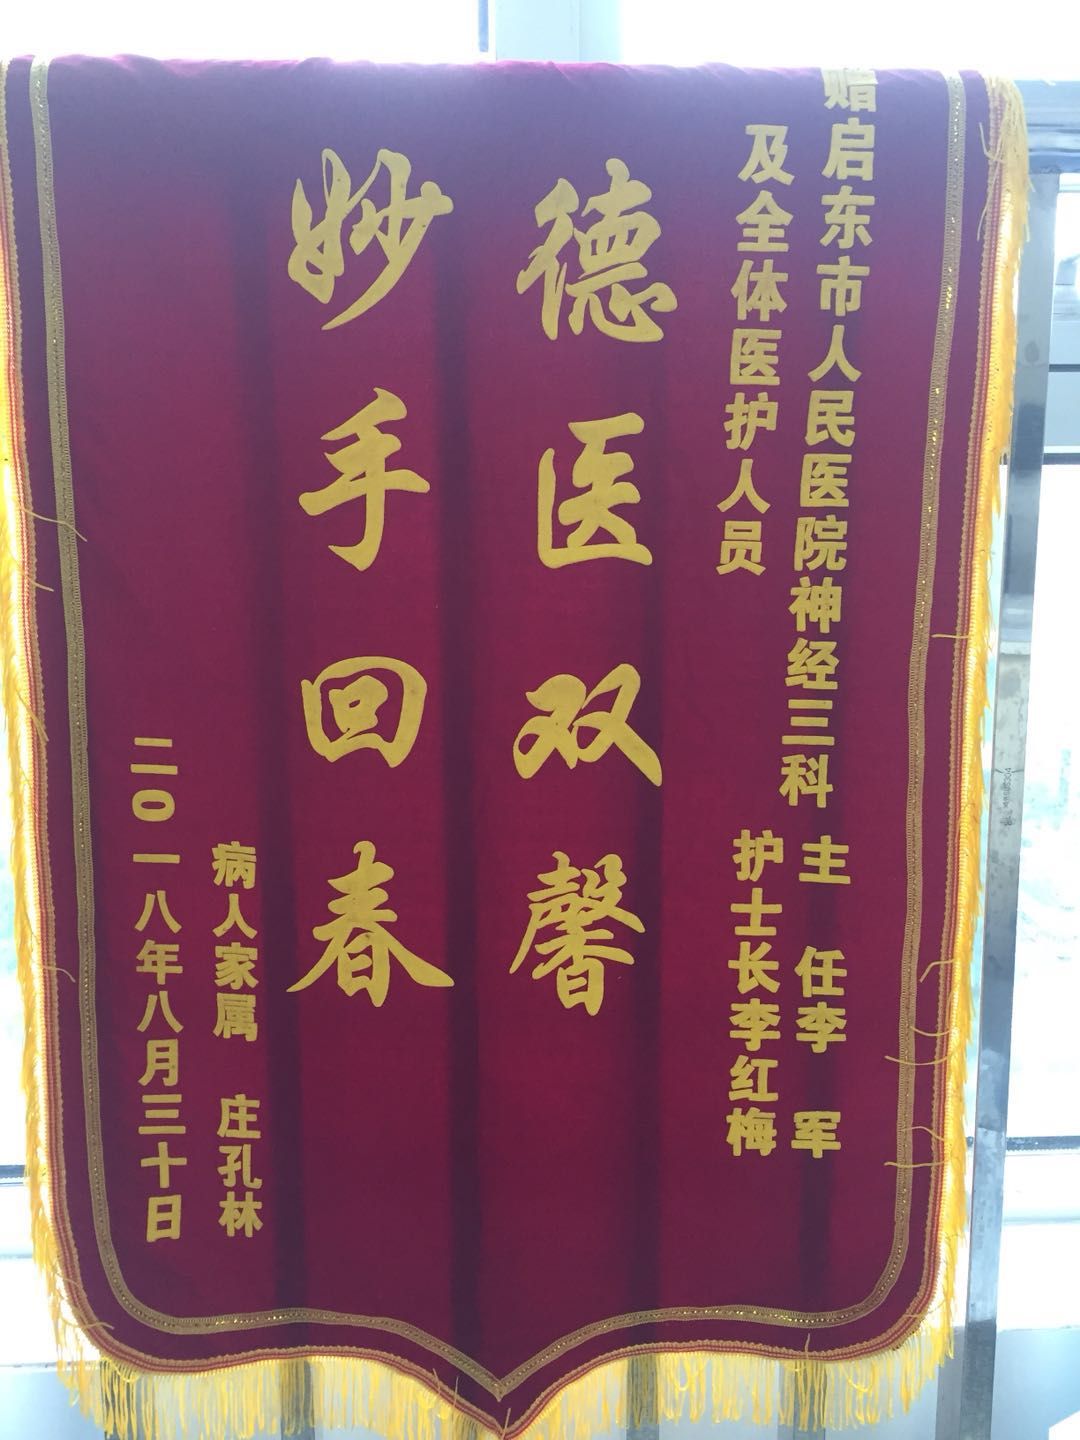 赠启东市人民医院神经三科 主任李军
及全体医护人员 护士长李红梅
德医双馨
妙手回春
病人家属 庄孔林
二〇一八年八月三十日